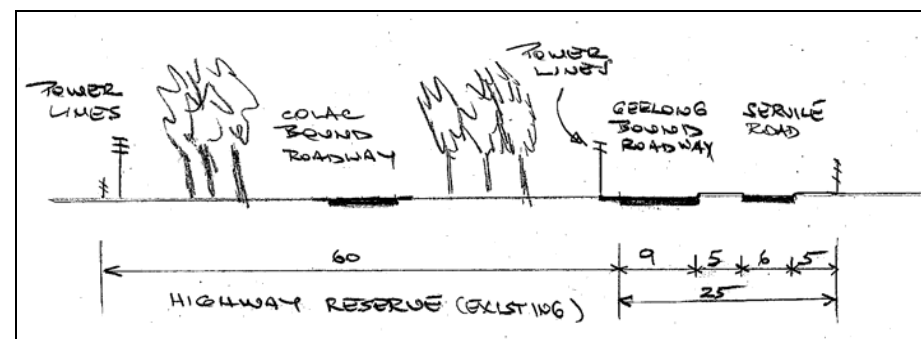 POWER
LINES
COLAC
BOUND
ROADWAY
POWER
LINES
GEELONG
BOUND
ROADWAY
SERVICE
ROAD
60
9
5
6
5
25
HIGHWAY RESERVE (EXISTING)